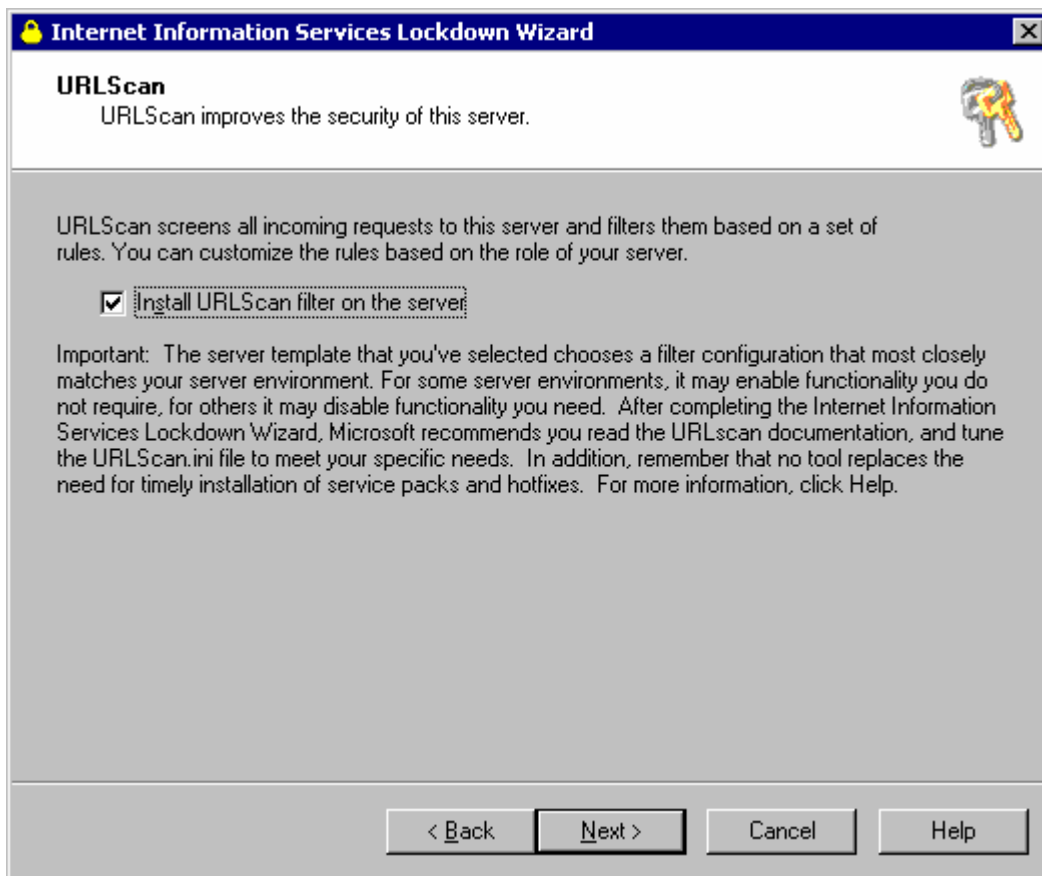 Internet Information Services Lockdown Wizard
URLScan
URLScan improves the security of this server.
URLScan screens all incoming requests to this server and filters them based on a set of
rules. You can customize the rules based on the role of your server.
Install URLScan filter on the server
Important:  The server template that you've selected chooses a filter configuration that most closely
matches your server environment. For some server environments, it may enable functionality you do
not require, for others it may disable functionality you need.  After completing the Internet Information
Services Lockdown Wizard, Microsoft recommends you read the URLscan documentation, and tune
the URLScan.ini file to meet your specific needs.  In addition, remember that no tool replaces the
need for timely installation of service packs and hotfixes.  For more information, click Help.
< Back Next > Cancel Help